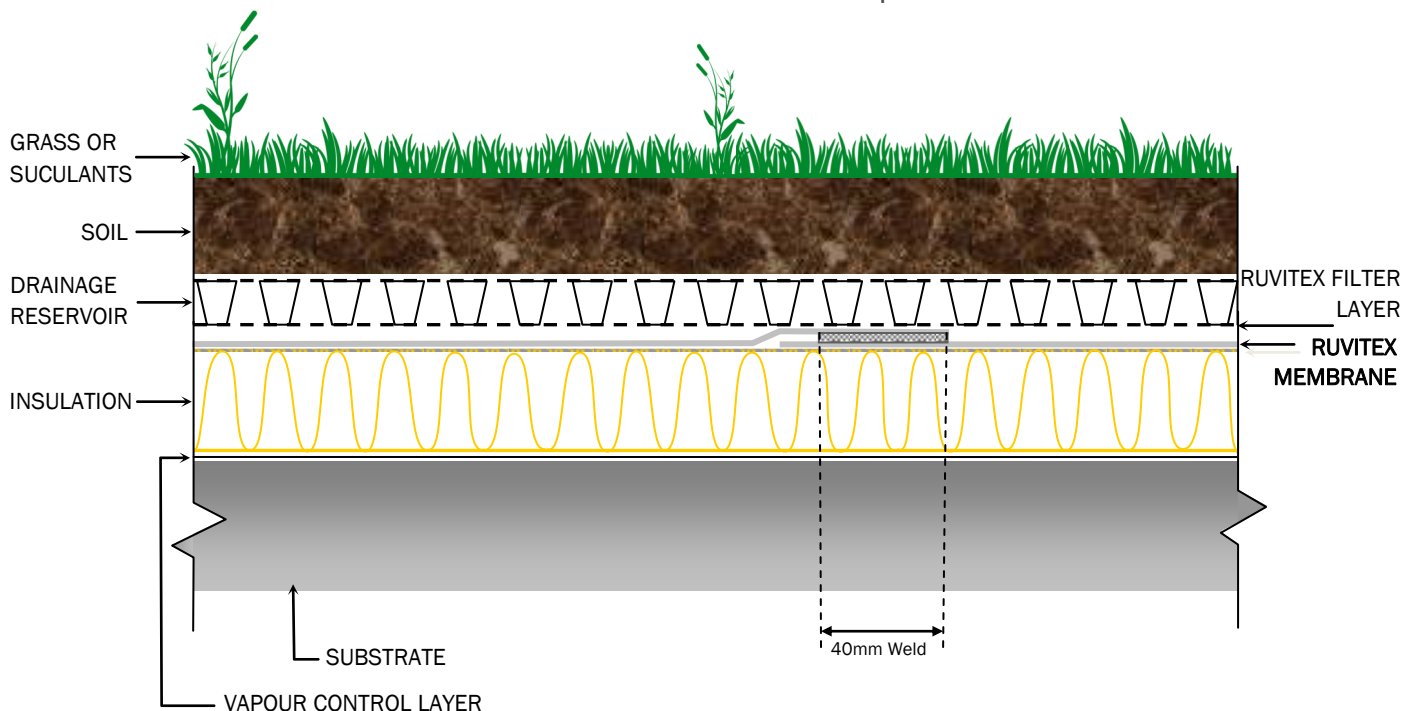 GRASS OR
SUCULANTS
SOIL
DRAINAGE
RESERVOIR
RUVITEX FILTER
LAYER
RUVITEX
MEMBRANE
INSULATION
40mm Weld
SUBSTRATE
VAPOUR CONTROL LAYER